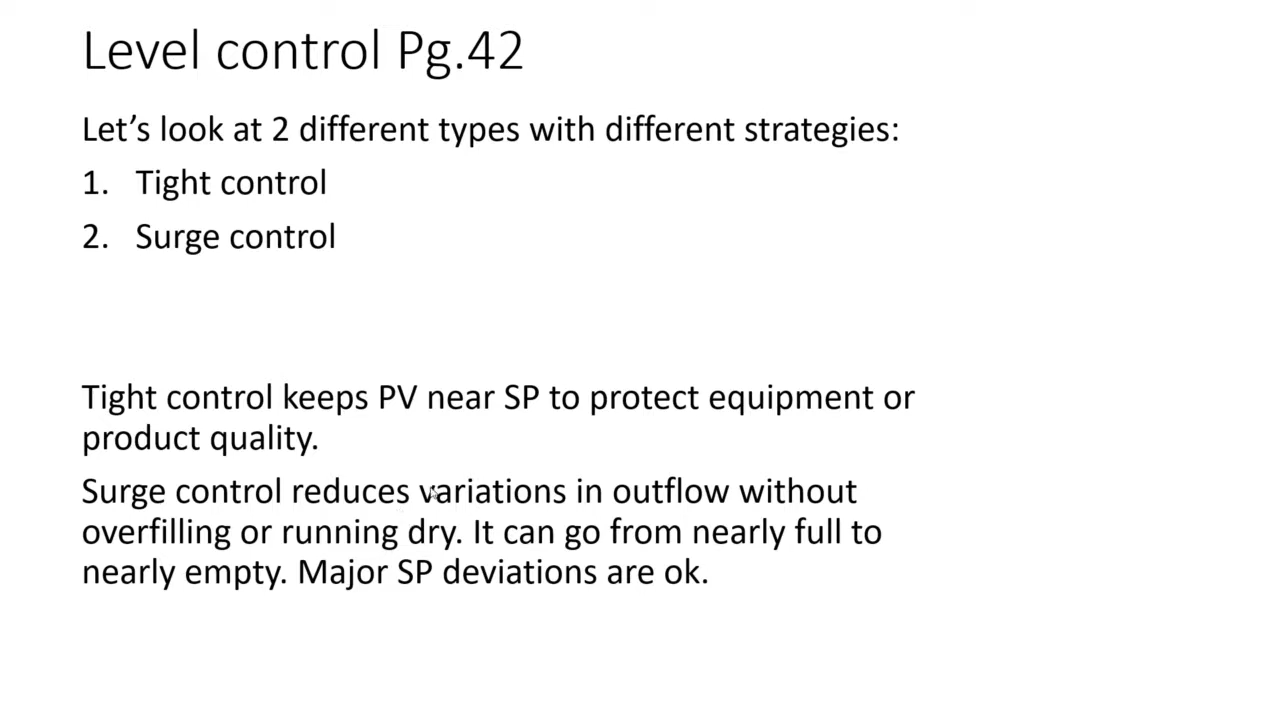 Level control Pg.42
Let’s look at 2 different types with different strategies:
1. Tight control
2. Surge control
Tight control keeps PV near SP to protect equipment or
product quality.
Surge control reduces variations in outflow without
overfilling or running dry. It can go from nearly full to
nearly empty. Major SP deviations are ok.